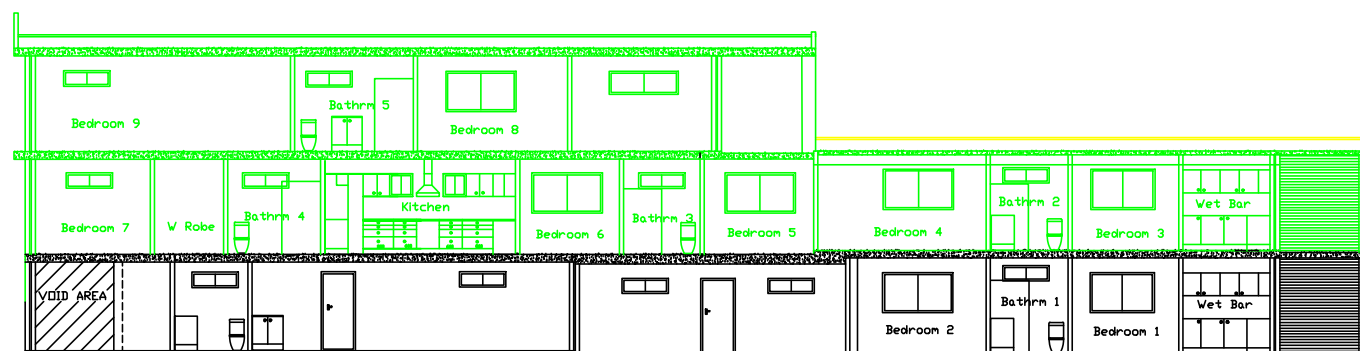 Bathrm 5
Bedroom 9
Bedroom 8
Kitchen
Bathrm 4
Bathrm 3
Bathrm 2
Wet Bar
Bedroom 7
W Robe
Bedroom 6
Bedroom 5
Bedroom 4
Bedroom 3
VOID AREA
Bathrm 1
Wet Bar
Bedroom 2
Bedroom 1